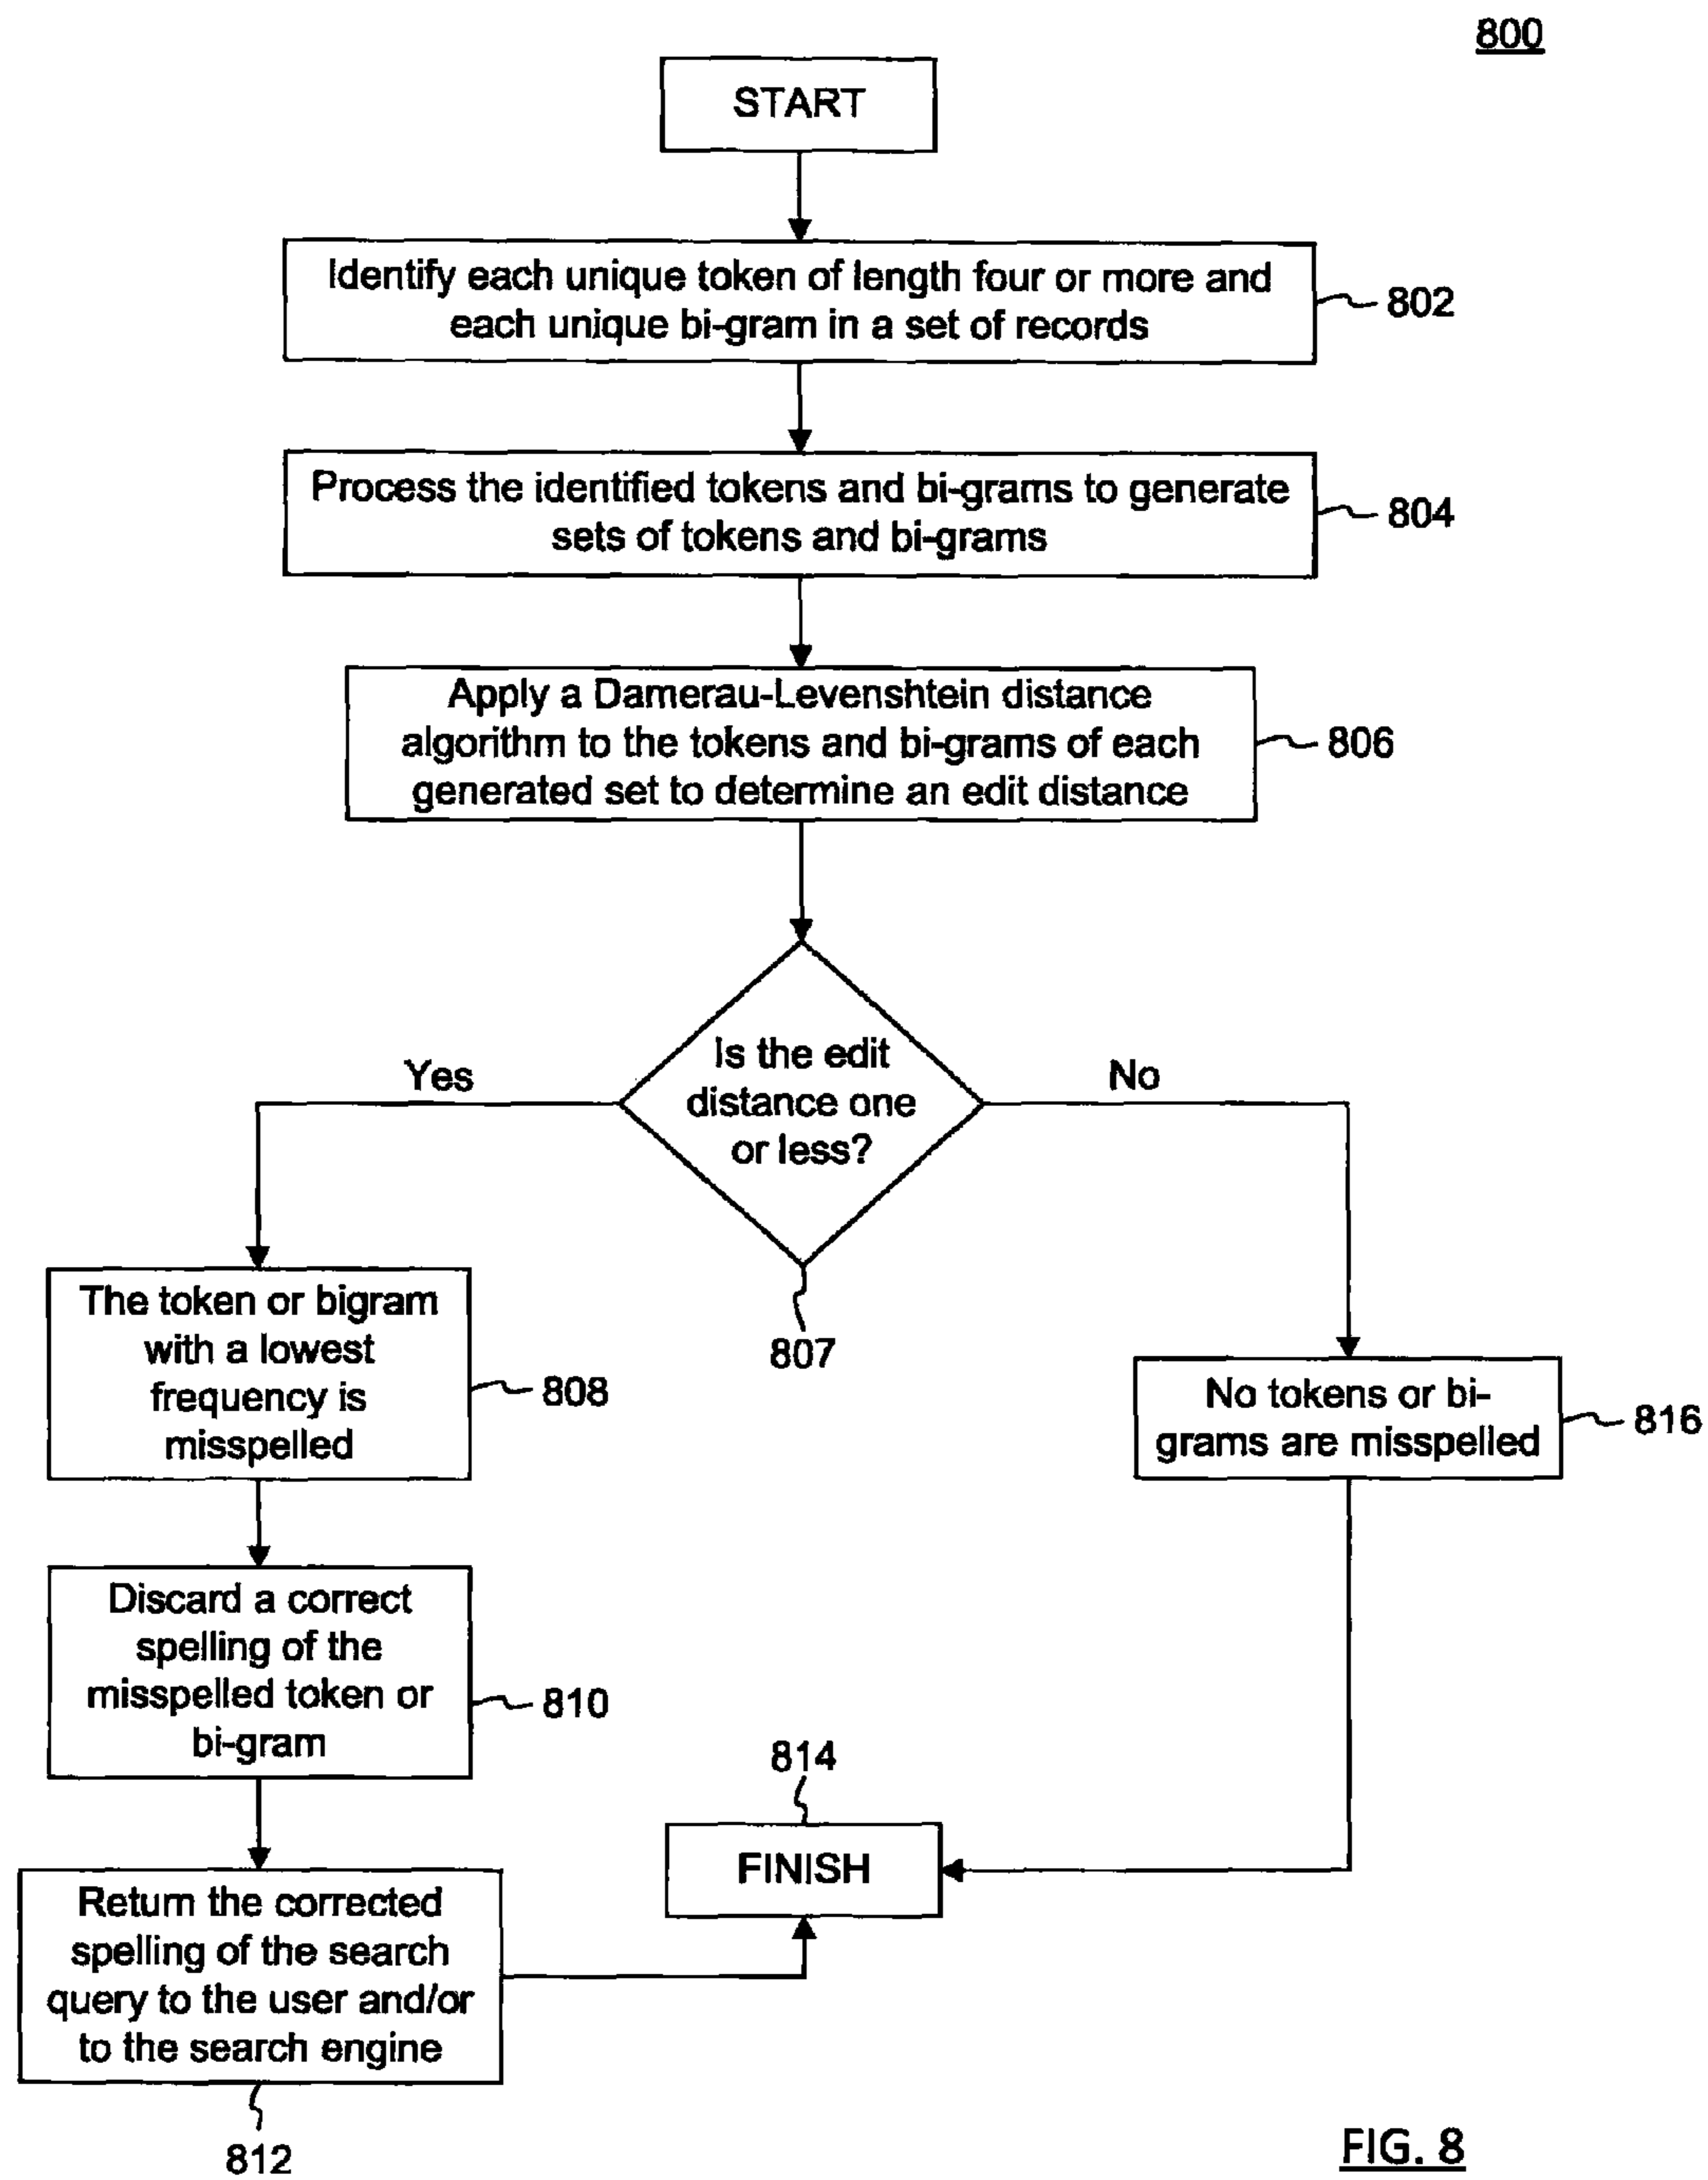 800
START
Identify each unique token of length four or more and
each unique bi-gram in a set of records
802
Process the identified tokens and bi-grams to generate
sets of tokens and bi-grams
804
Apply a Damerau-Levenshtein distance
algorithm to the tokens and bi-grams of each
generated set to determine an edit distance
806
Is the edit
distance one
or less?
807
Yes
No
The token or bigram
with a lowest
frequency is
misspelled
808
No tokens or bi-
grams are misspelled
816
Discard a correct
spelling of the
misspelled token or
bi-gram
810
814
FINISH
Return the corrected
spelling of the search
query to the user and/or
to the search engine
812
FIG. 8